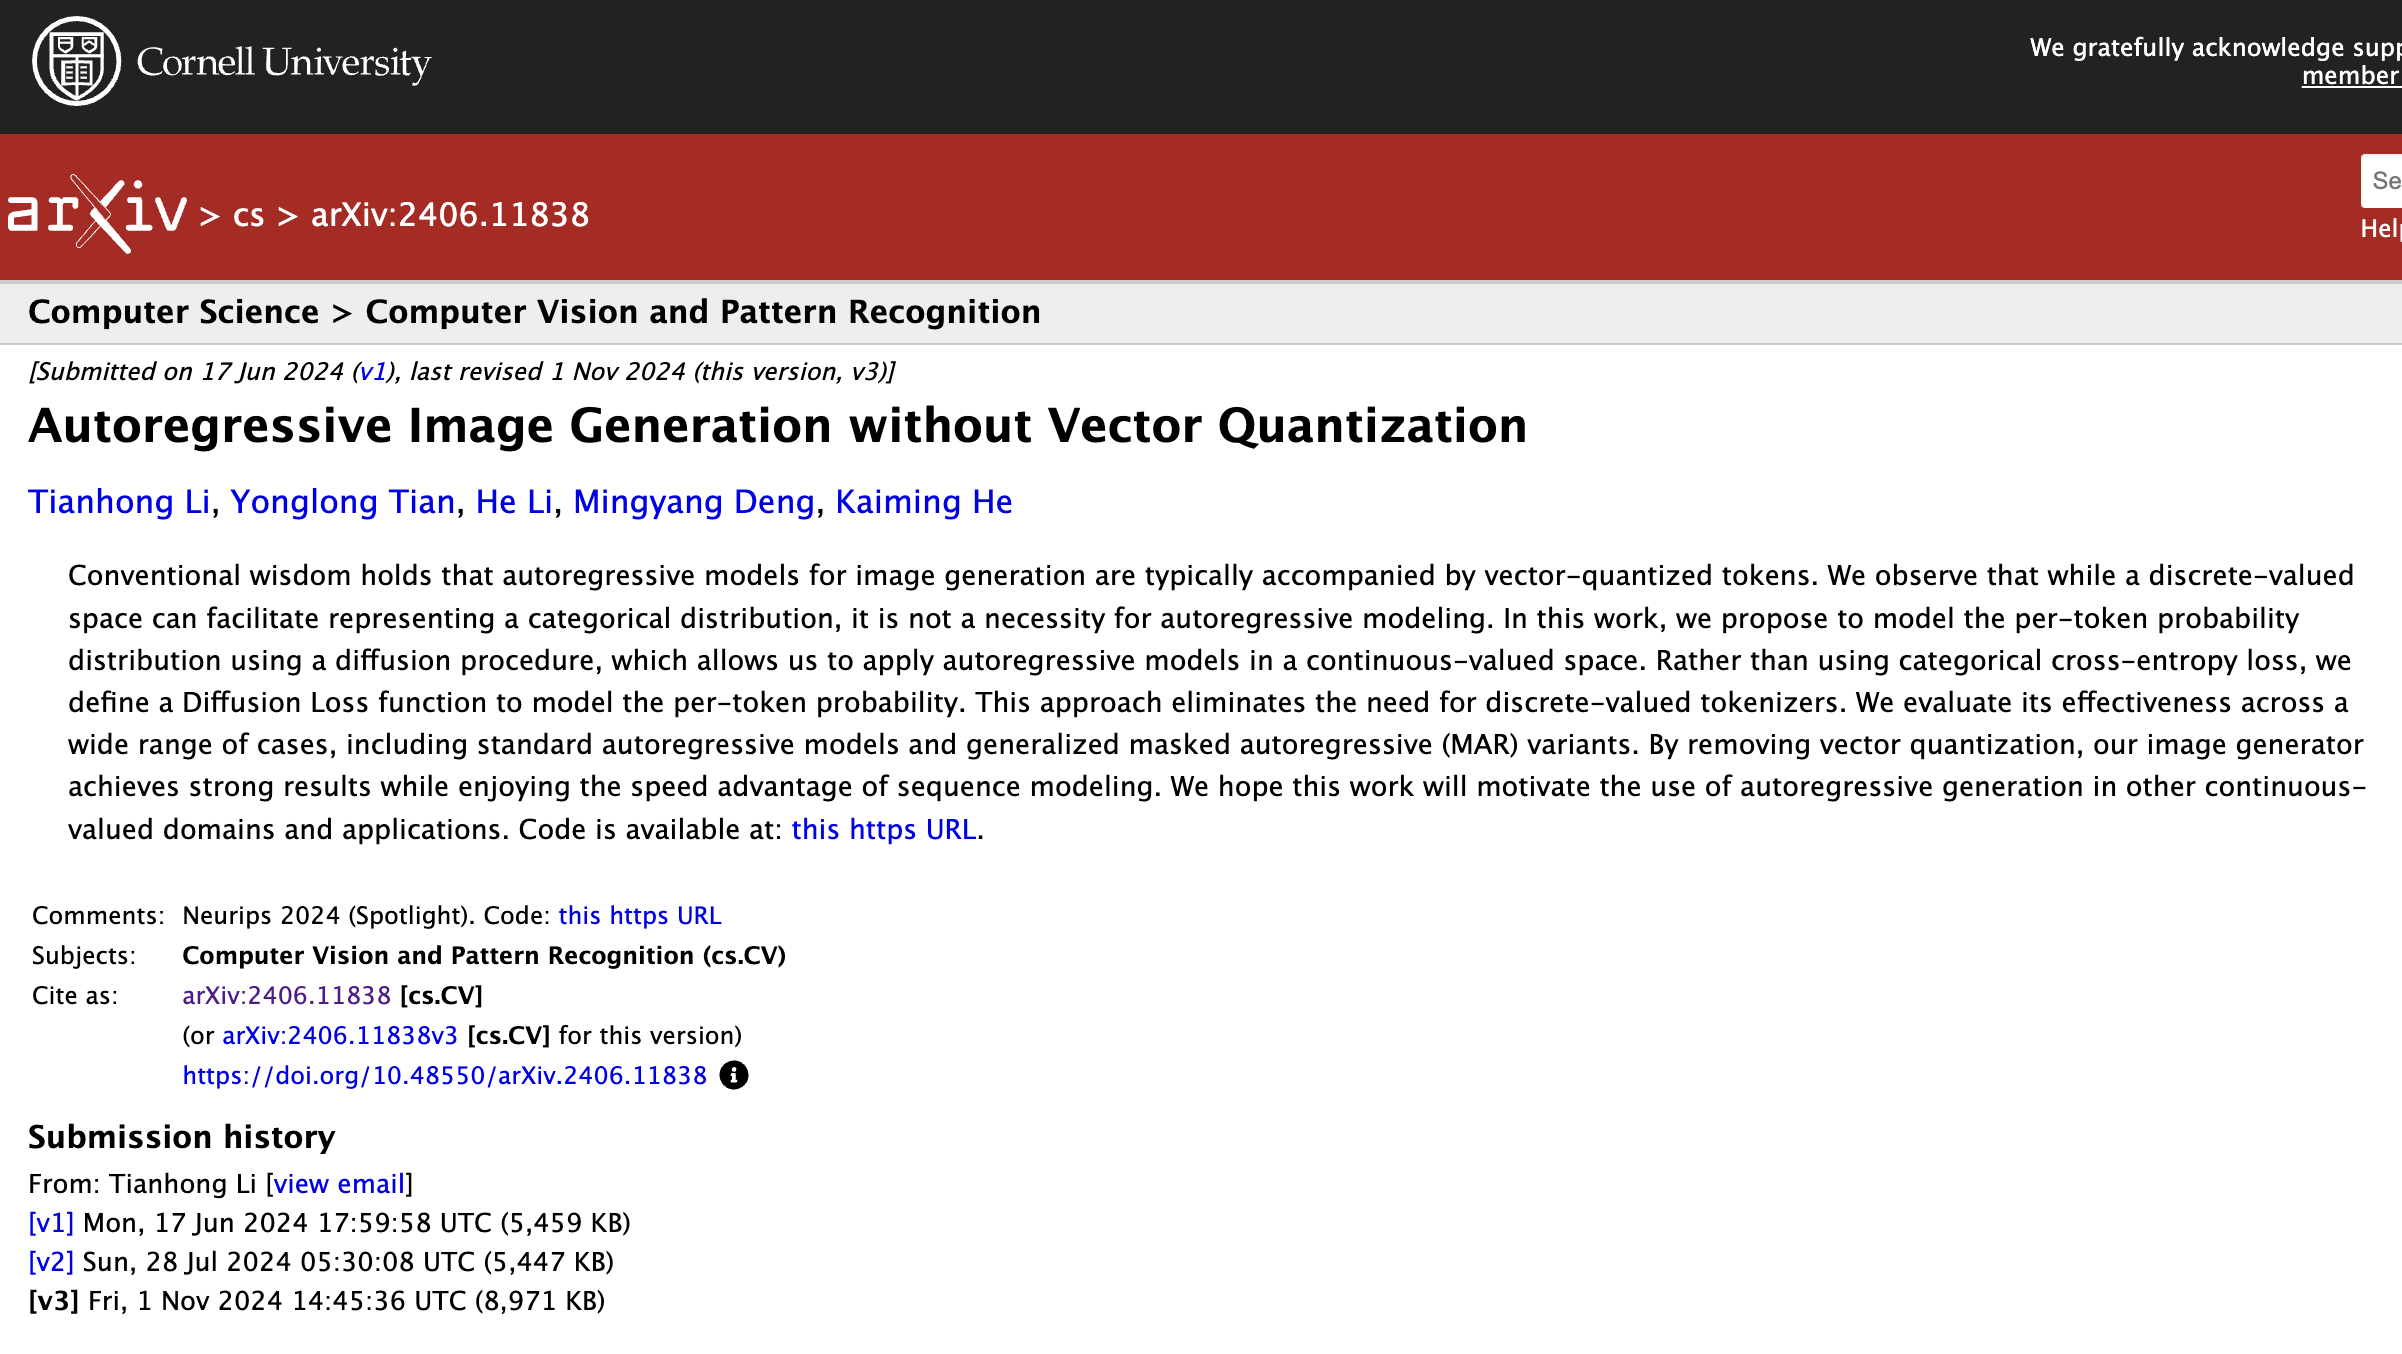 Cornell University
We gratefully acknowledge supp
member
arXiv > cs > arXiv:2406.11838
Se
Help
Computer Science > Computer Vision and Pattern Recognition
[Submitted on 17 Jun 2024 (v1), last revised 1 Nov 2024 (this version, v3)]
Autoregressive Image Generation without Vector Quantization
Tianhong Li, Yonglong Tian, He Li, Mingyang Deng, Kaiming He
Conventional wisdom holds that autoregressive models for image generation are typically accompanied by vector-quantized tokens. We observe that while a discrete-valued
space can facilitate representing a categorical distribution, it is not a necessity for autoregressive modeling. In this work, we propose to model the per-token probability
distribution using a diffusion procedure, which allows us to apply autoregressive models in a continuous-valued space. Rather than using categorical cross-entropy loss, we
define a Diffusion Loss function to model the per-token probability. This approach eliminates the need for discrete-valued tokenizers. We evaluate its effectiveness across a
wide range of cases, including standard autoregressive models and generalized masked autoregressive (MAR) variants. By removing vector quantization, our image generator
achieves strong results while enjoying the speed advantage of sequence modeling. We hope this work will motivate the use of autoregressive generation in other continuous-
valued domains and applications. Code is available at: this https URL.
Comments: Neurips 2024 (Spotlight). Code: this https URL
Subjects: Computer Vision and Pattern Recognition (cs.CV)
Cite as: arXiv:2406.11838 [cs.CV]
(or arXiv:2406.11838v3 [cs.CV] for this version)
https://doi.org/10.48550/arXiv.2406.11838
Submission history
From: Tianhong Li [view email]
[v1] Mon, 17 Jun 2024 17:59:58 UTC (5,459 KB)
[v2] Sun, 28 Jul 2024 05:30:08 UTC (5,447 KB)
[v3] Fri, 1 Nov 2024 14:45:36 UTC (8,971 KB)